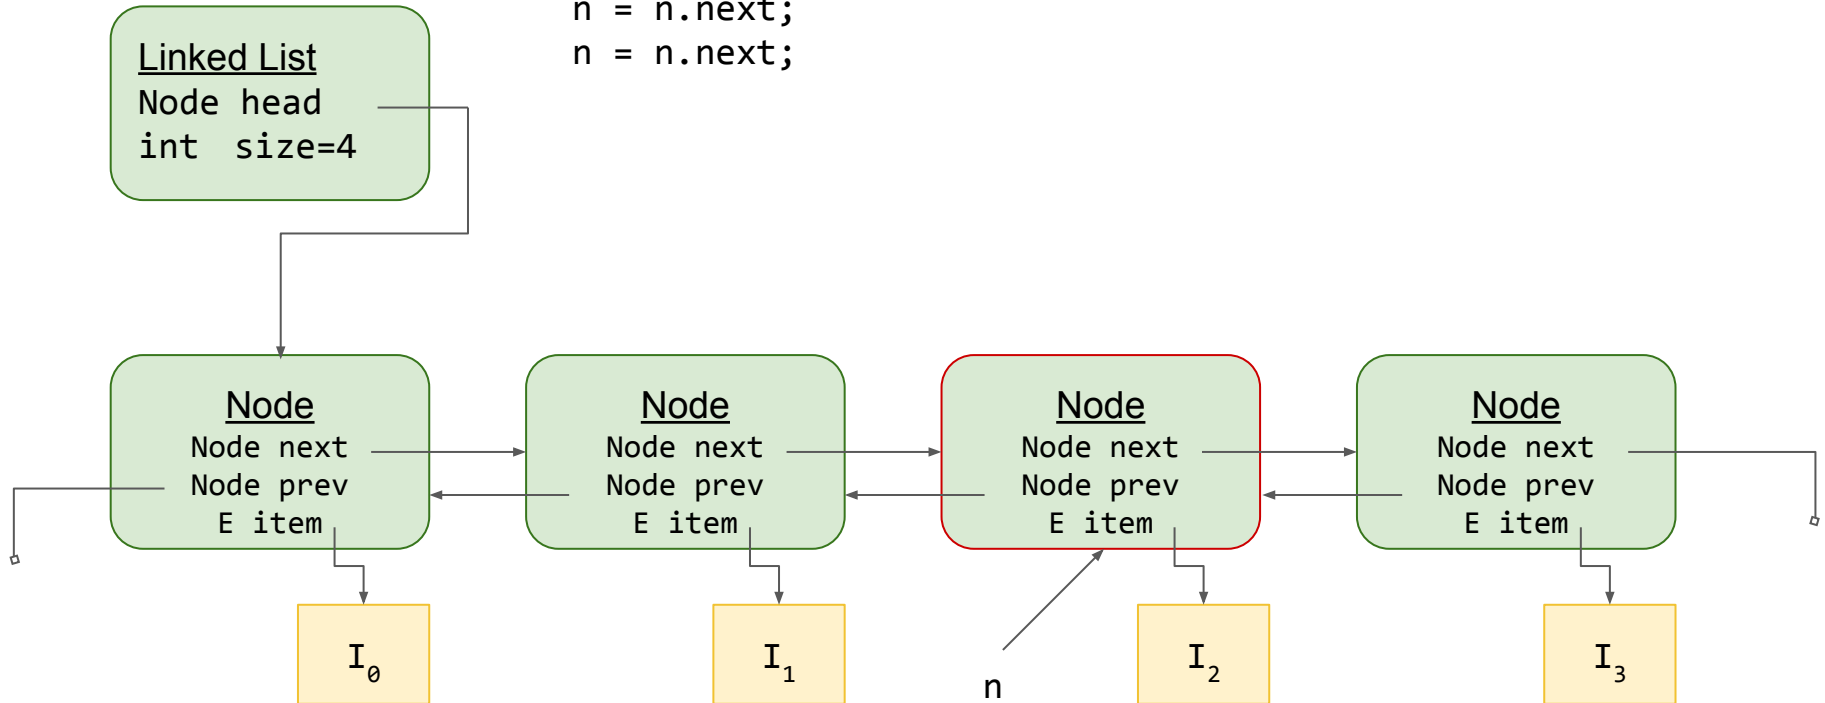 n = n.next;
n = n.next;
Linked List
Node head
int size=4
Node
Node next
Node prev
E item
Node
Node next
Node prev
E item
Node
Node next
Node prev
E item
Node
Node next
Node prev
E item
I0
I1
n
I2
I3